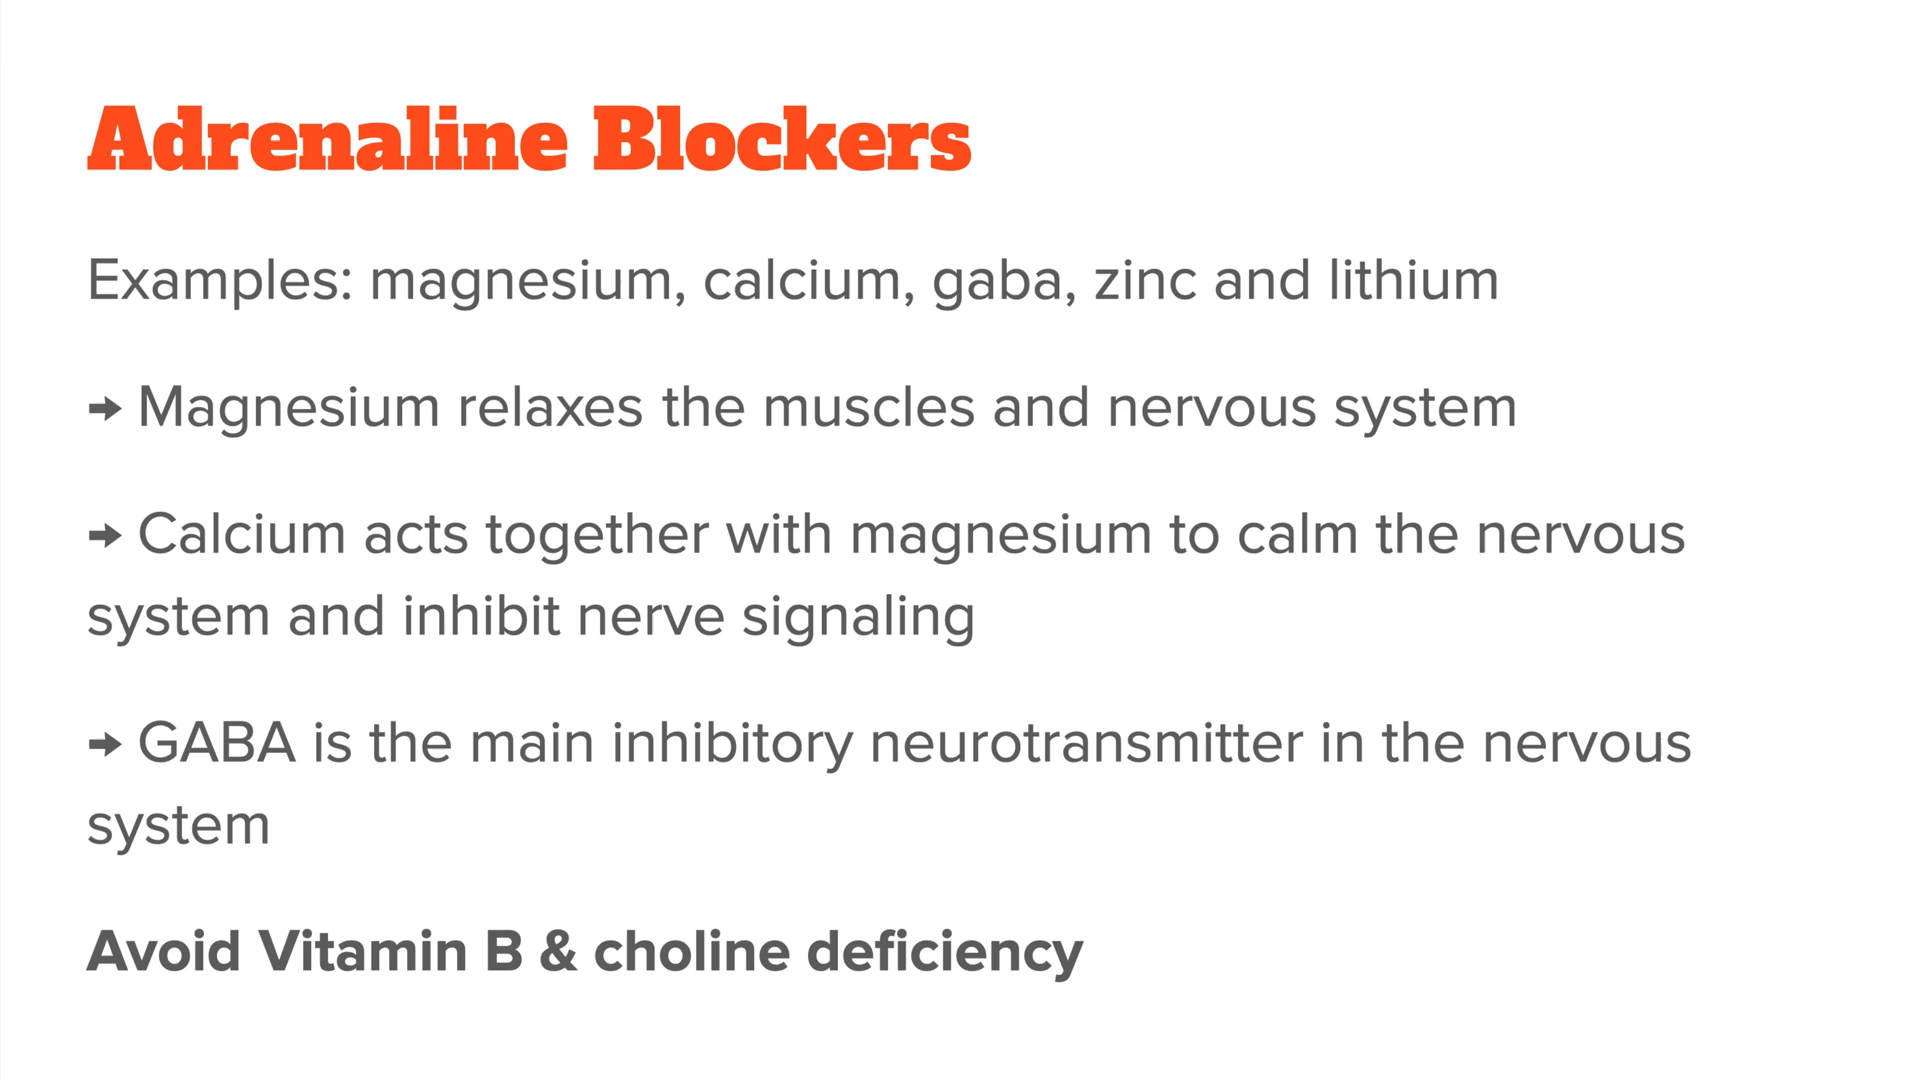 Adrenaline Blockers
Examples: magnesium, calcium, gaba, zinc and lithium
➡ Magnesium relaxes the muscles and nervous system
➡ Calcium acts together with magnesium to calm the nervous
system and inhibit nerve signaling
➡ GABA is the main inhibitory neurotransmitter in the nervous
system
Avoid Vitamin B & choline deficiency